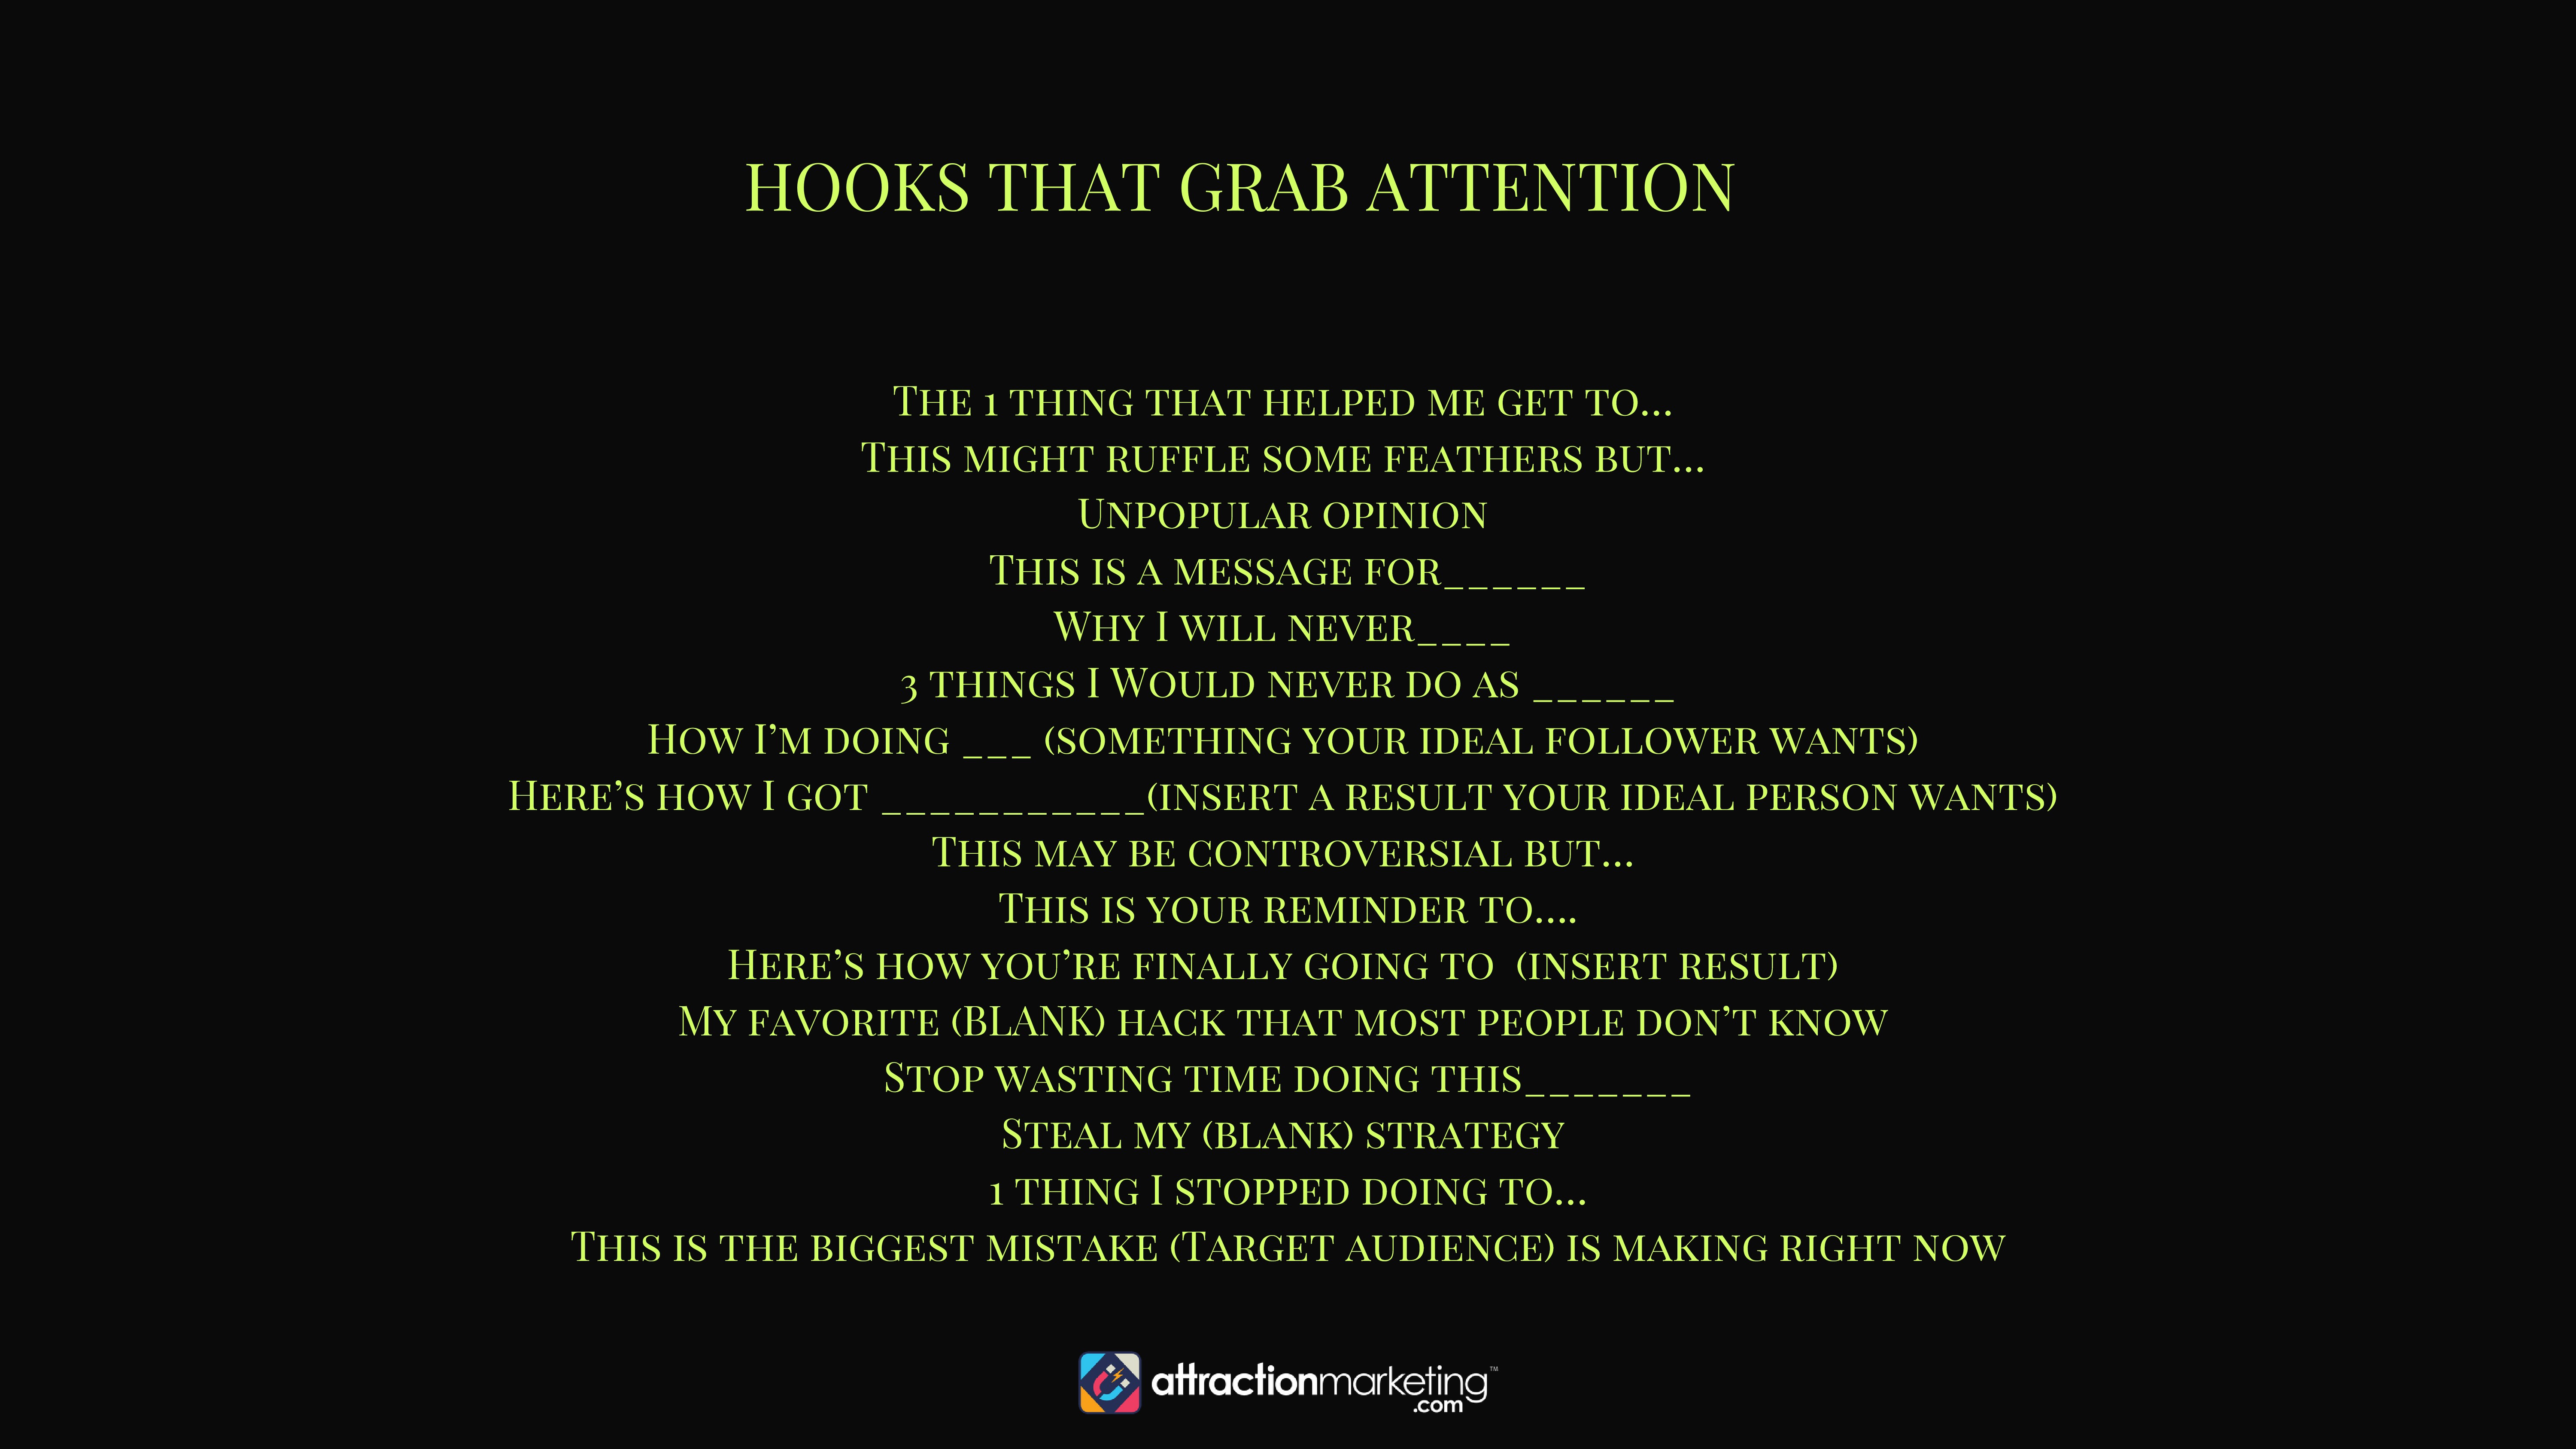 HOOKS THAT GRAB ATTENTION
The 1 thing that helped me get to...
This might ruffle some feathers but...
Unpopular opinion
This is a message for______
Why I will never____
3 things I Would never do as ______
How I’m doing ___ (something your ideal follower wants)
Here’s how I got ___________(insert a result your ideal person wants)
This may be controversial but...
This is your reminder to....
Here’s how you’re finally going to  (insert result)
My favorite (BLANK) hack that most people don’t know
Stop wasting time doing this_______
Steal my (blank) strategy
1 thing I stopped doing to...
This is the biggest mistake (Target audience) is making right now
attractionmarketing™
.com